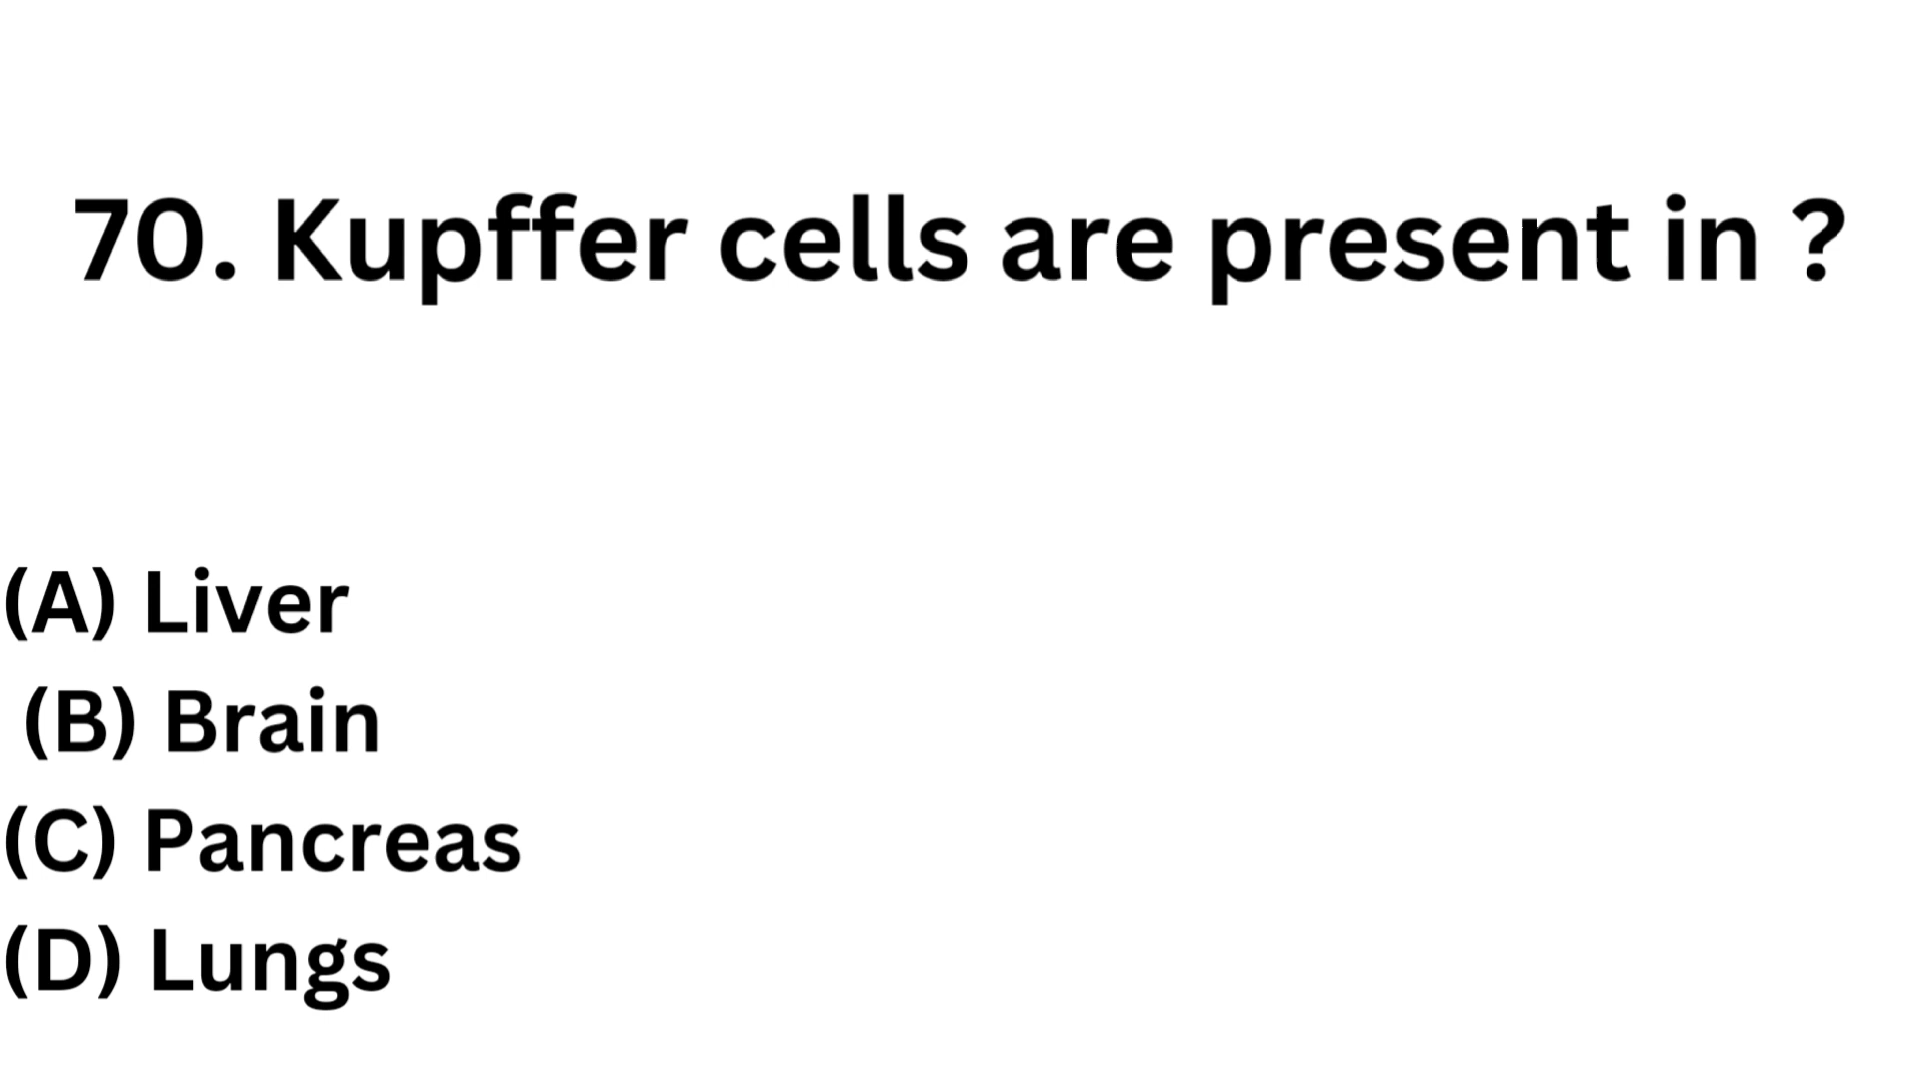 70. Kupffer cells are present in ?
(A) Liver
(B) Brain
(C) Pancreas
(D) Lungs